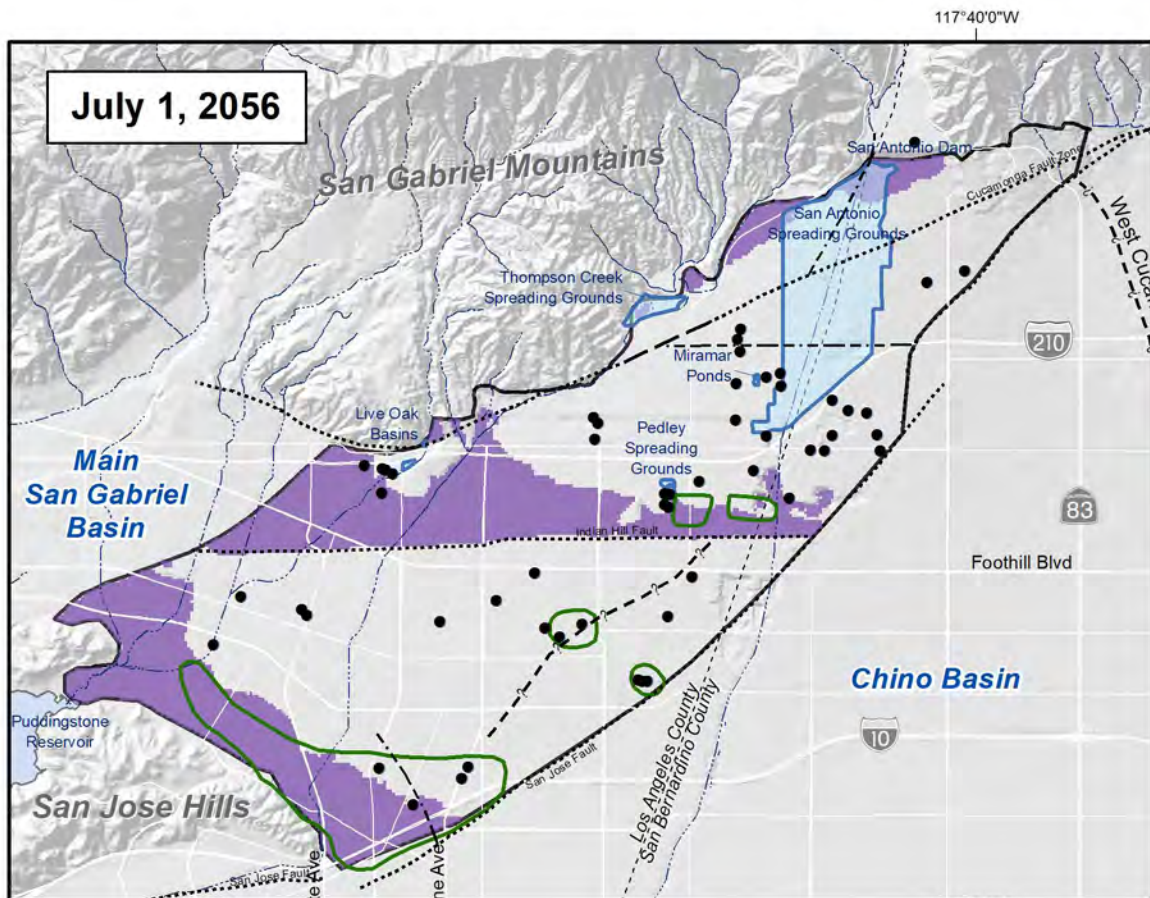 117°40'0"W
July 1, 2056
San Gabriel Mountains
San Antonio Dam
Cucamonga Fault Zone
San Antonio
Spreading Grounds
West Cucam
Thompson Creek
Spreading Grounds
210
Miramar
Ponds
Live Oak
Basins
Pedley
Spreading
Grounds
Main
San Gabriel
Basin
83
Indian Hill Fault
Foothill Blvd
?
?
?
?
Chino Basin
Puddingstone
Reservoir
10
San Jose Fault
Los Angeles County
San Bernardino County
San Jose Hills
San Jose Fault
te Ave
ne Ave